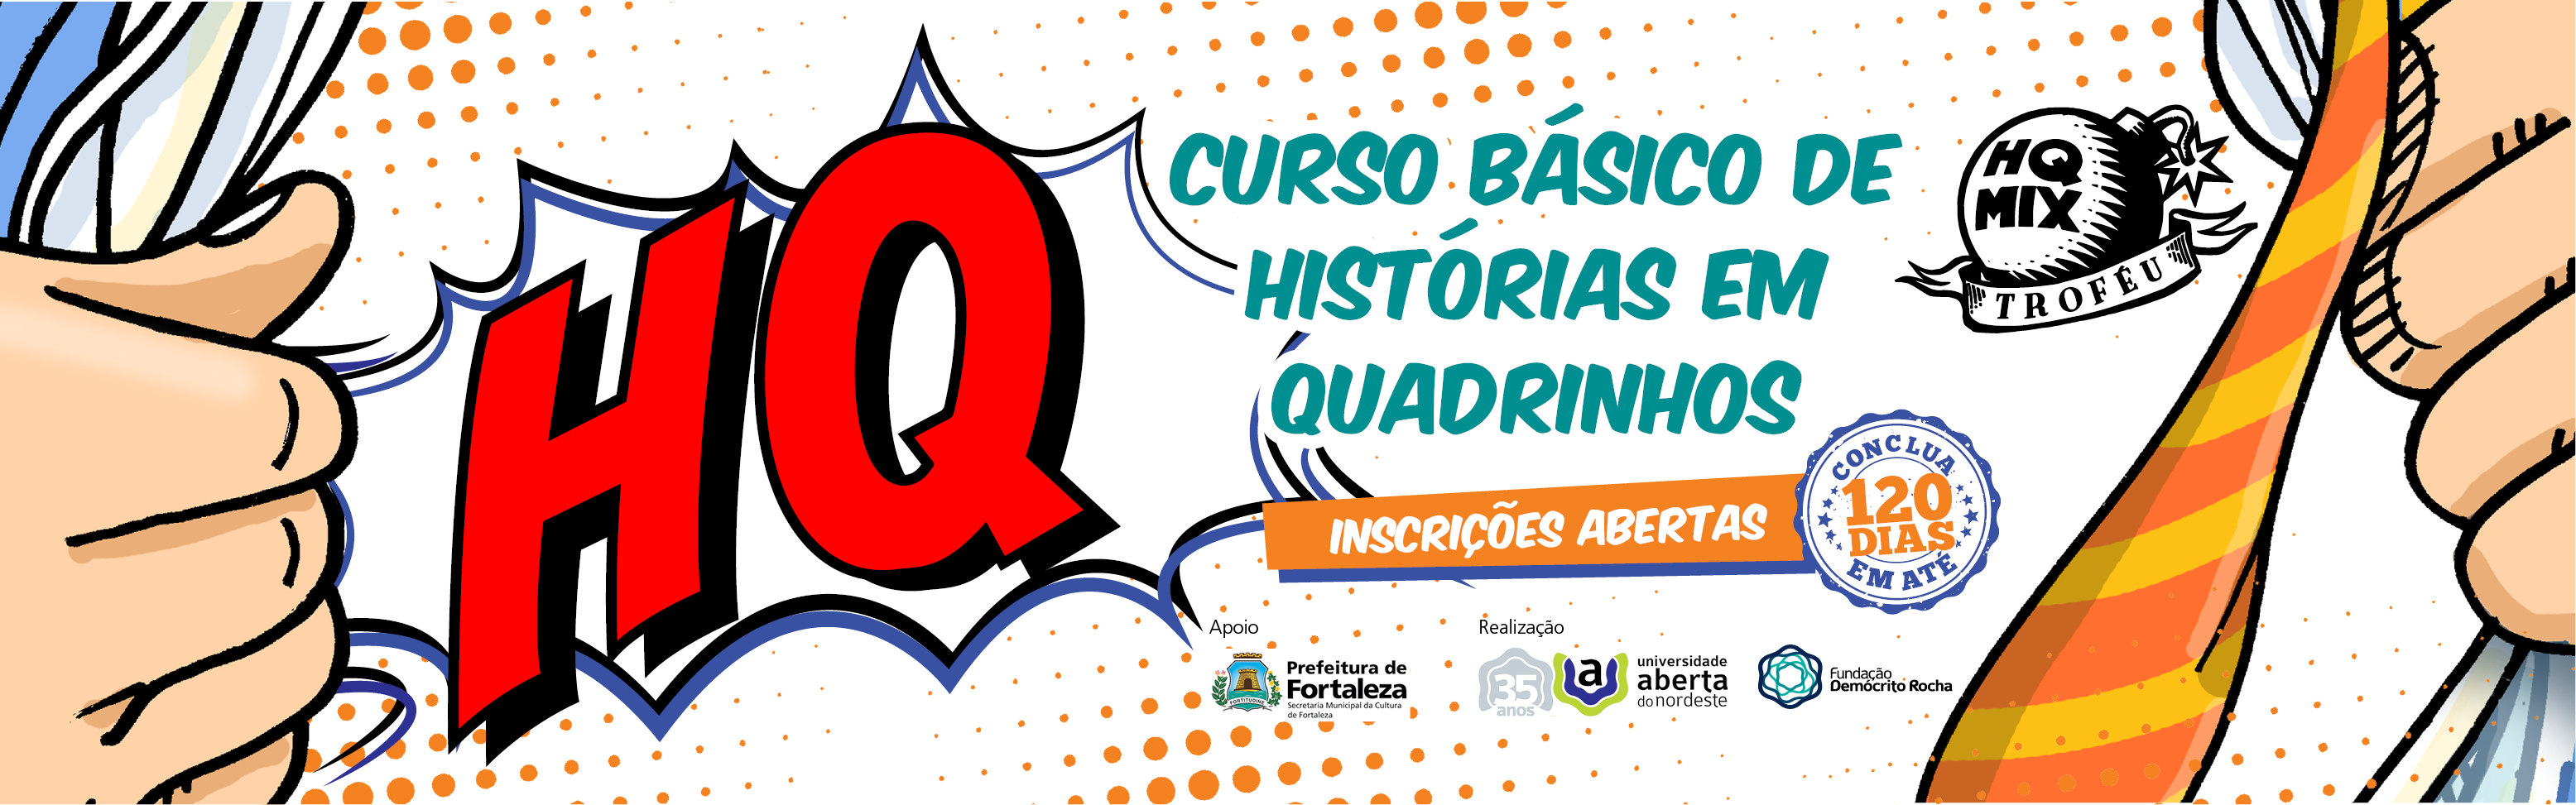 HQ
CURSO BÁSICO DE
HISTÓRIAS EM
QUADRINHOS
HQ
MIX
TROFÉU
INSCRIÇÕES ABERTAS
CONCLUA
120
DIAS
EM ATÉ
Apoio
Prefeitura de
Fortaleza
Secretaria Municipal da Cultura
de Fortaleza
FORTITUDINE
Realização
35
anos
a
universidade
aberta
do nordeste
Fundação
Demócrito Rocha